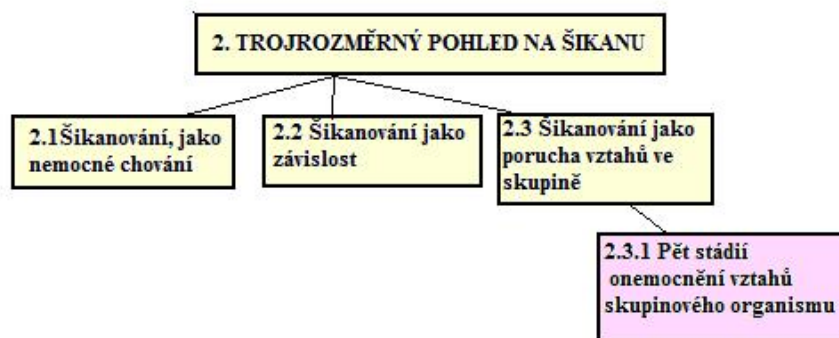 2. TROJROZMĚRNÝ POHLED NA ŠIKANU
2.1Šikanování, jako
nemocné chování
2.2 Šikanování jako
závislost
2.3 Šikanování jako
porucha vztahů ve
skupině
2.3.1 Pět stádií
onemocnění vztahů
skupinového organismu